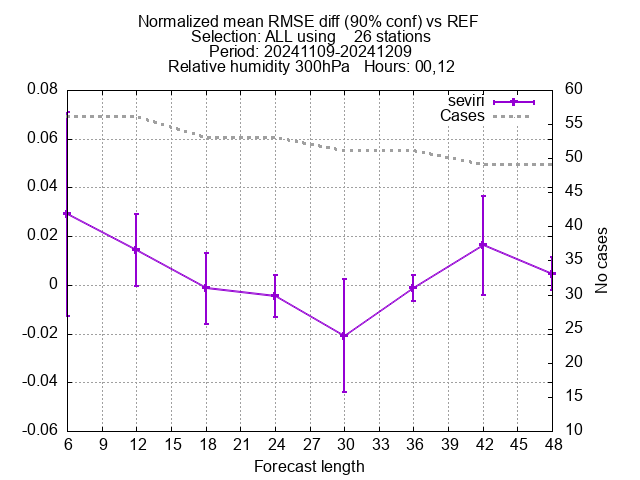 Normalized mean RMSE diff (90% conf) vs REF
Selection: ALL using    26 stations
Period: 20241109-20241209
Relative humidity 300hPa   Hours: 00,12
seviri
Cases
0.08
0.06
0.04
0.02
0
-0.02
-0.04
-0.06
60
55
50
45
40
35
30
25
20
15
10
No cases
6 9 12 15 18 21 24 27 30 33 36 39 42 45 48
Forecast length